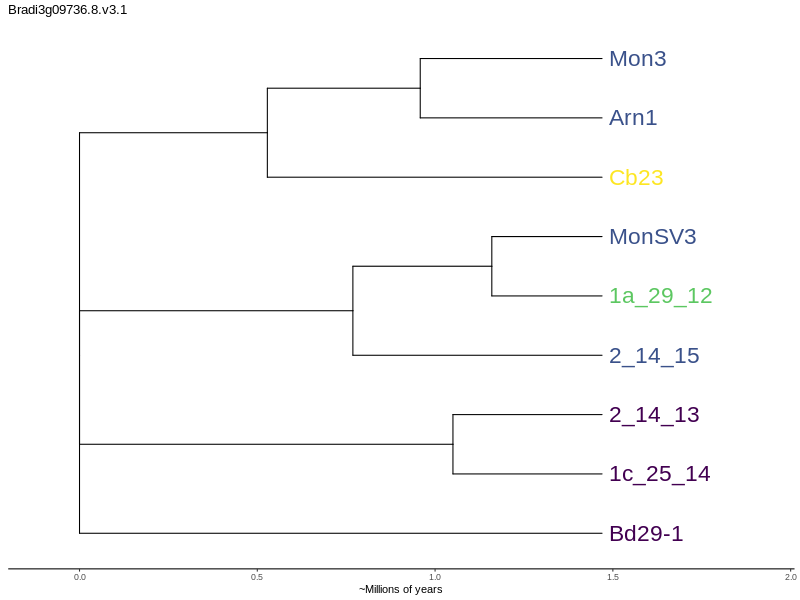 Bradi3g09736.8.v3.1
Mon3
Arn1
Cb23
MonSV3
1a_29_12
2_14_15
2_14_13
1c_25_14
Bd29-1
0.0 0.5 1.0 1.5 2.0
~Millions of years